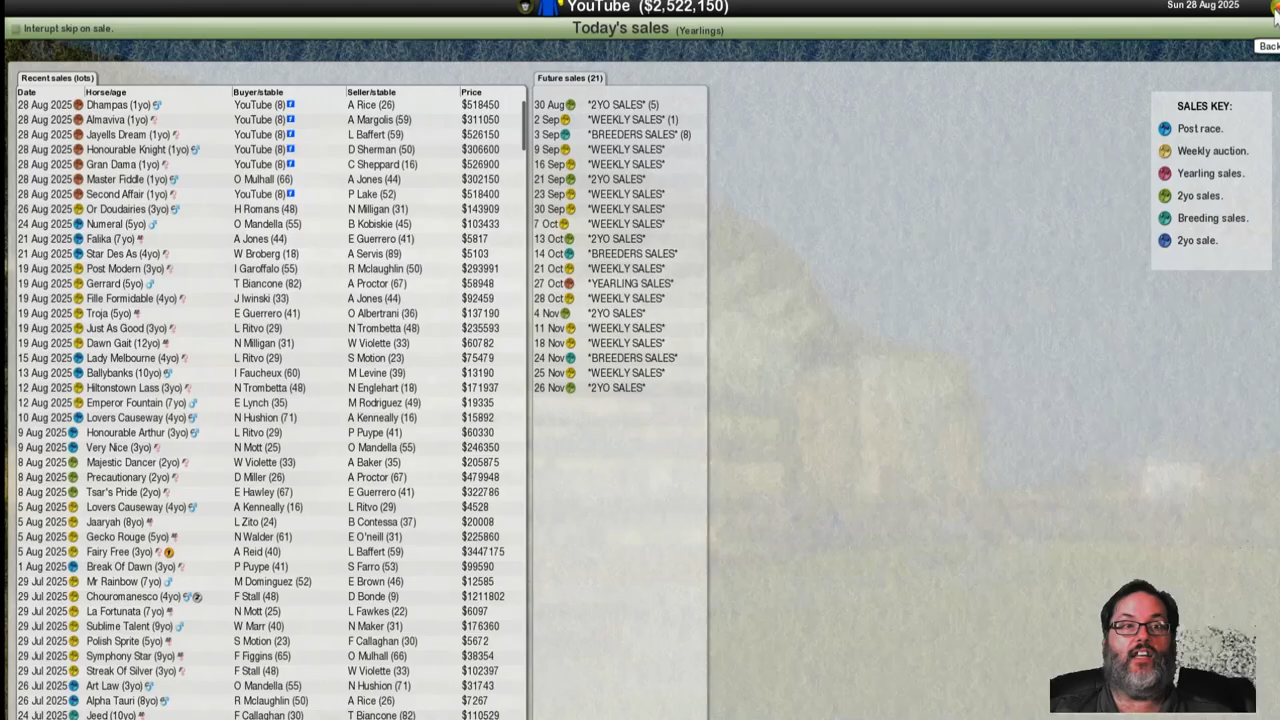 YouTube ($2,522,150)
Sun 28 Aug 2025
Interupt skip on sale.
Today's sales (Yearlings)
Back
Recent sales (lots)
Date Horse/age Buyer/stable Seller/stable Price
28 Aug 2025 Dhampas (1yo) YouTube (8) A Rice (26) $518450
28 Aug 2025 Almaviva (1yo) YouTube (8) A Margolis (59) $311050
28 Aug 2025 Jayells Dream (1yo) YouTube (8) L Baffert (59) $526150
28 Aug 2025 Honourable Knight (1yo) YouTube (8) D Sherman (50) $306600
28 Aug 2025 Gran Dama (1yo) YouTube (8) C Sheppard (16) $526900
28 Aug 2025 Master Fiddle (1yo) O Mulhall (66) A Jones (44) $302150
28 Aug 2025 Second Affair (1yo) YouTube (8) P Lake (52) $518400
26 Aug 2025 Or Doudairies (3yo) H Romans (48) N Milligan (31) $143909
24 Aug 2025 Numeral (5yo) O Mandella (55) B Kobiskie (45) $103433
21 Aug 2025 Falika (7yo) A Jones (44) E Guerrero (41) $5817
21 Aug 2025 Star Des As (4yo) W Broberg (18) A Servis (89) $5103
19 Aug 2025 Post Modern (3yo) I Garoffalo (55) R Mclaughlin (50) $293991
19 Aug 2025 Gerrard (5yo) T Biancone (82) A Proctor (67) $58948
19 Aug 2025 Fille Formidable (4yo) J Iwinski (33) A Jones (44) $92459
19 Aug 2025 Troja (5yo) E Guerrero (41) O Albertrani (36) $137190
19 Aug 2025 Just As Good (3yo) L Ritvo (29) N Trombetta (48) $235593
19 Aug 2025 Dawn Gait (12yo) N Milligan (31) W Violette (33) $60782
15 Aug 2025 Lady Melbourne (4yo) L Ritvo (29) S Motion (23) $75479
13 Aug 2025 Ballybanks (10yo) I Faucheux (60) M Levine (39) $13190
12 Aug 2025 Hiltonstown Lass (3yo) N Trombetta (48) N Englehart (18) $171937
12 Aug 2025 Emperor Fountain (7yo) E Lynch (35) M Rodriguez (49) $19335
10 Aug 2025 Lovers Causeway (4yo) N Hushion (71) A Kenneally (16) $15892
9 Aug 2025 Honourable Arthur (3yo) L Ritvo (29) P Puype (41) $60330
9 Aug 2025 Very Nice (3yo) N Mott (25) O Mandella (55) $246350
8 Aug 2025 Majestic Dancer (2yo) W Violette (33) A Baker (35) $205875
8 Aug 2025 Precautionary (2yo) D Miller (26) A Proctor (67) $479948
8 Aug 2025 Tsar's Pride (2yo) E Hawley (67) E Guerrero (41) $322786
5 Aug 2025 Lovers Causeway (4yo) A Kenneally (16) L Ritvo (29) $4528
5 Aug 2025 Jaaryah (8yo) L Zito (24) B Contessa (37) $20008
5 Aug 2025 Gecko Rouge (5yo) N Walder (61) E O'neill (31) $225860
5 Aug 2025 Fairy Free (3yo) A Reid (40) L Baffert (59) $3447175
1 Aug 2025 Break Of Dawn (3yo) P Puype (41) S Farro (53) $99590
29 Jul 2025 Mr Rainbow (7yo) M Dominguez (52) E Brown (46) $12585
29 Jul 2025 Chouromanesco (4yo) F Stall (48) D Bonde (9) $1211802
29 Jul 2025 La Fortunata (7yo) N Mott (25) L Fawkes (22) $6097
29 Jul 2025 Sublime Talent (9yo) W Marr (40) N Maker (31) $176360
29 Jul 2025 Polish Sprite (5yo) S Motion (23) F Callaghan (30) $5672
29 Jul 2025 Symphony Star (9yo) F Figgins (65) O Mulhall (66) $38354
29 Jul 2025 Streak Of Silver (3yo) F Stall (48) W Violette (33) $102397
26 Jul 2025 Art Law (3yo) O Mandella (55) N Hushion (71) $31743
26 Jul 2025 Alpha Tauri (8yo) R Mclaughlin (50) A Rice (26) $7267
24 Jul 2025 Jeed (10yo) F Callaghan (30) T Biancone (82) $110529
Future sales (21)
30 Aug *2YO SALES* (5)
2 Sep *WEEKLY SALES* (1)
3 Sep *BREEDERS SALES* (8)
9 Sep *WEEKLY SALES*
16 Sep *WEEKLY SALES*
21 Sep *2YO SALES*
23 Sep *WEEKLY SALES*
30 Sep *WEEKLY SALES*
7 Oct *WEEKLY SALES*
13 Oct *2YO SALES*
14 Oct *BREEDERS SALES*
21 Oct *WEEKLY SALES*
27 Oct *YEARLING SALES*
28 Oct *WEEKLY SALES*
4 Nov *2YO SALES*
11 Nov *WEEKLY SALES*
18 Nov *WEEKLY SALES*
24 Nov *BREEDERS SALES*
25 Nov *WEEKLY SALES*
26 Nov *2YO SALES*
SALES KEY:
Post race.
Weekly auction.
Yearling sales.
2yo sales.
Breeding sales.
2yo sale.